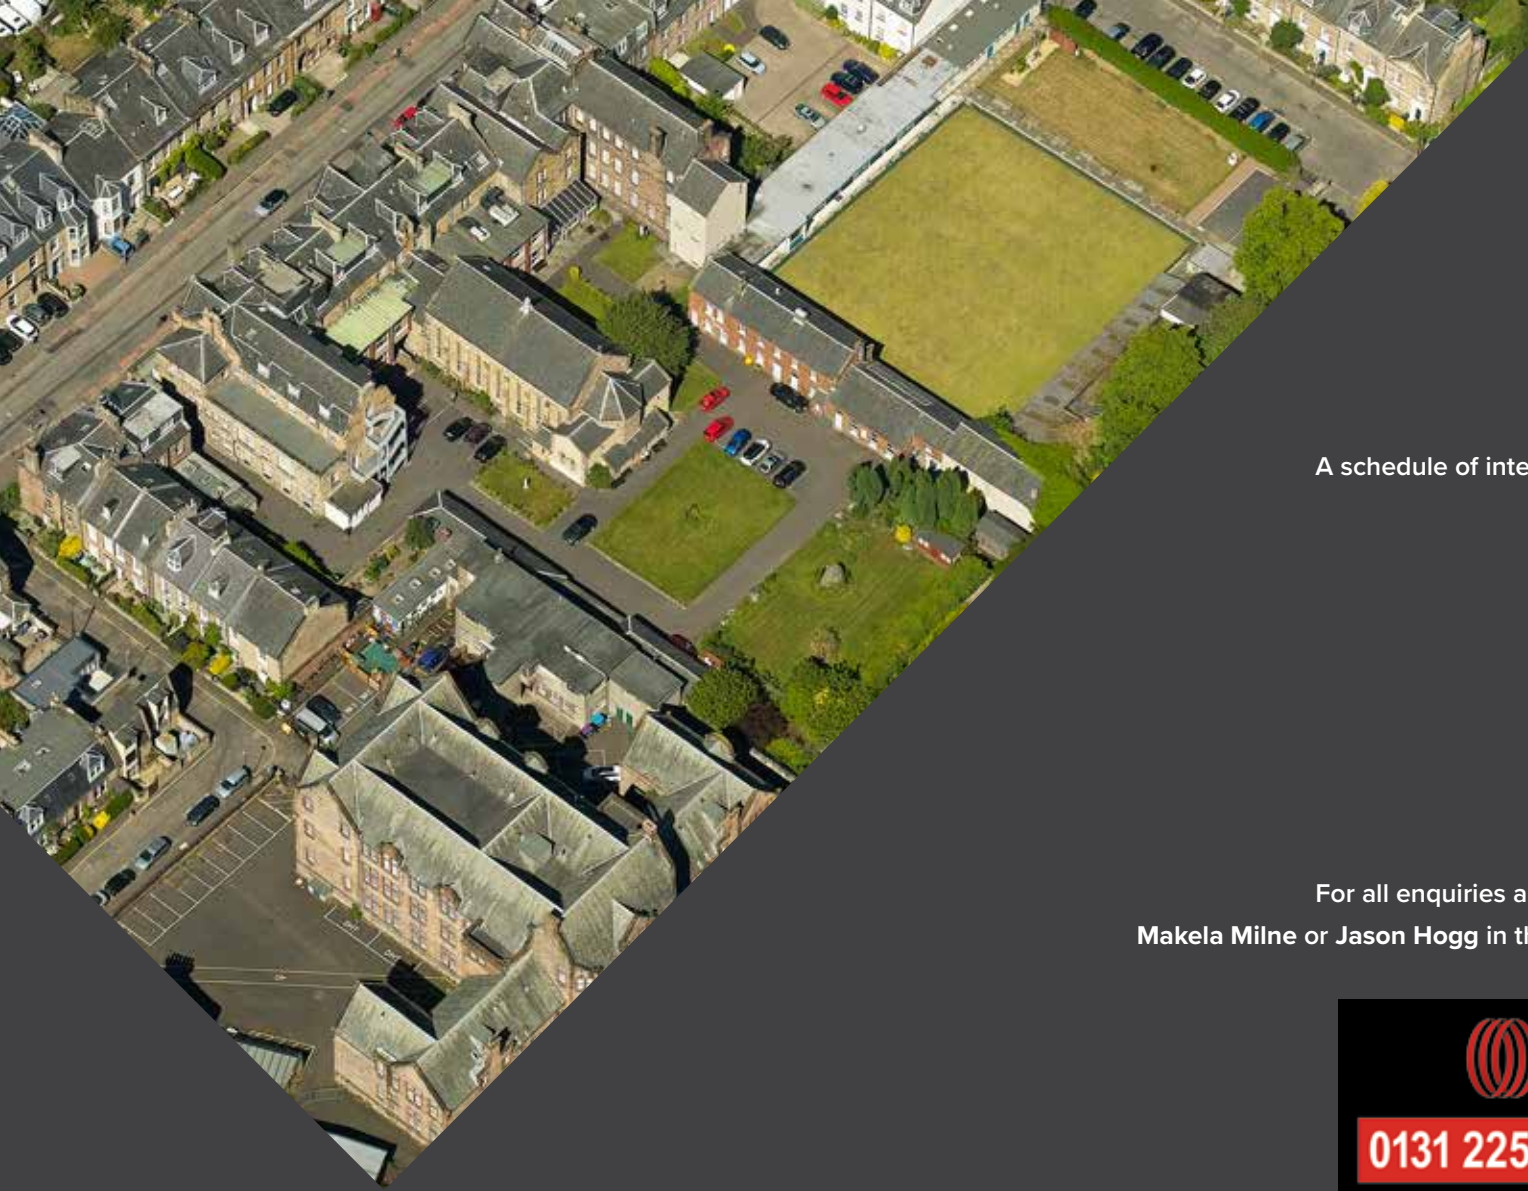 A schedule of inte
For all enquiries a
Makela Milne or Jason Hogg in th
0131 225